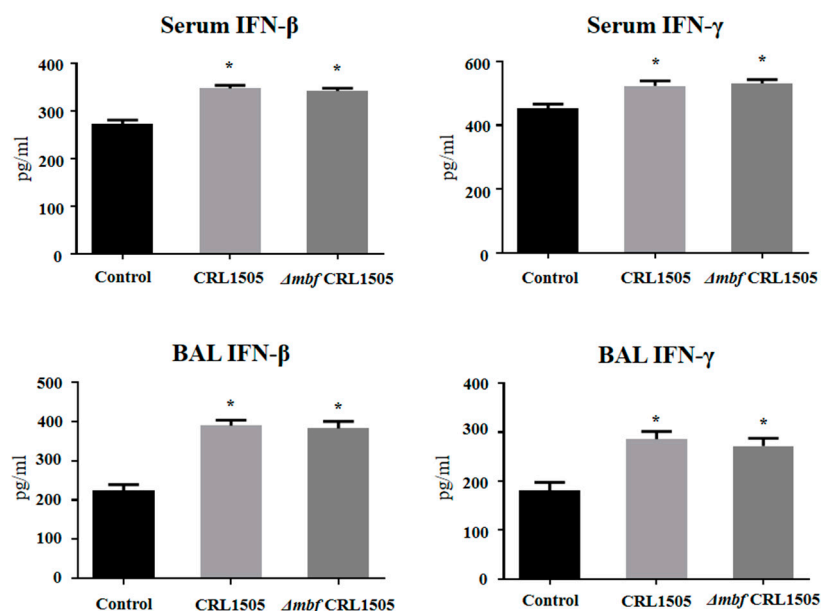 Serum IFN-β
pg/ml
400
300
200
100
0
*
*
Control
CRL1505
Δmbf CRL1505
Serum IFN-γ
pg/ml
600
400
200
0
*
*
Control
CRL1505
Δmbf CRL1505
BAL IFN-β
pg/ml
500
400
300
200
100
0
*
*
Control
CRL1505
Δmbf CRL1505
BAL IFN-γ
pg/ml
400
300
200
100
0
*
*
Control
CRL1505
Δmbf CRL1505